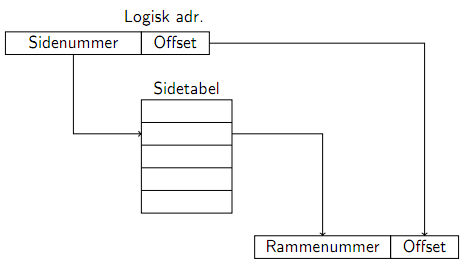 Logisk adr.
Sidenummer Offset
Sidetabel
Rammenummer Offset